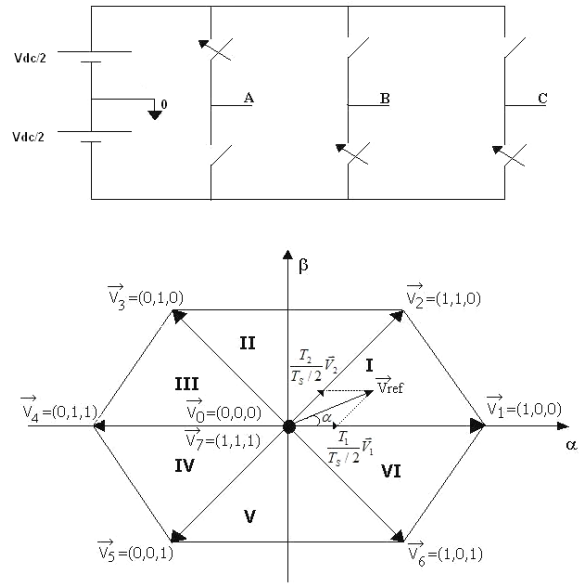 Vdc/2
0
A
B
C
Vdc/2
β
V3=(0,1,0)
V2=(1,1,0)
II
T2/(Ts/2) V2
I
Vref
III
V4=(0,1,1)
V0=(0,0,0)
α
V1=(1,0,0)
V7=(1,1,1)
T1/(Ts/2) V1
α
IV
VI
V
V5=(0,0,1)
V6=(1,0,1)